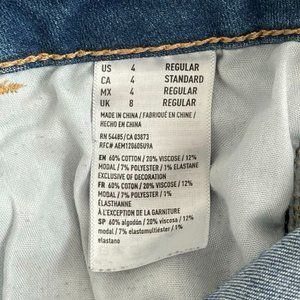 US 4 REGULAR
CA 4 STANDARD
MX 4 REGULAR
UK 8 REGULAR
MADE IN CHINA / FABRIQUÉ EN CHINE /
HECHO EN CHINA
RN 54485/CA 03873
RFC# AEM120605U9A
EN 60% COTTON/20% VISCOSE / 12%
MODAL/ 7% POLYESTER / 1% ELASTANE
EXCLUSIVE OF DECORATION
FR 60% COTON/20% VISCOSE / 12%
MODAL/ 7% POLYESTER / 1%
ÉLASTHANNE
À L'EXCEPTION DE LA GARNITURE
SP 60% algodón / 20% viscosa / 12%
modal / 7% elastomultiéster / 1%
elastano